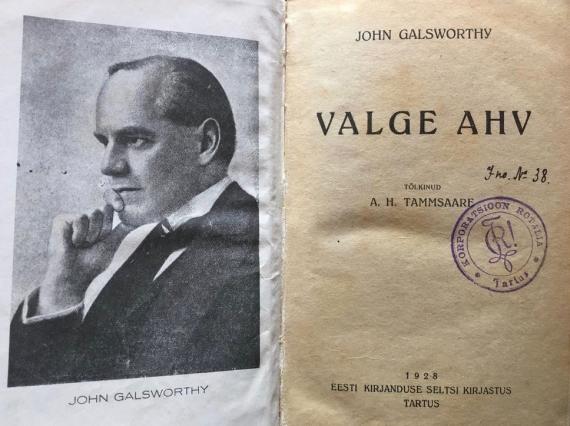 JOHN GALSWORTHY
JOHN GALSWORTHY
VALGE AHV
Ino. № 38.
TÕLKINUD
A. H. TAMMSAARE
KORPORATSIOON ROTALIA
Tartus
1928
EESTI KIRJANDUSE SELTSI KIRJASTUS
TARTUS